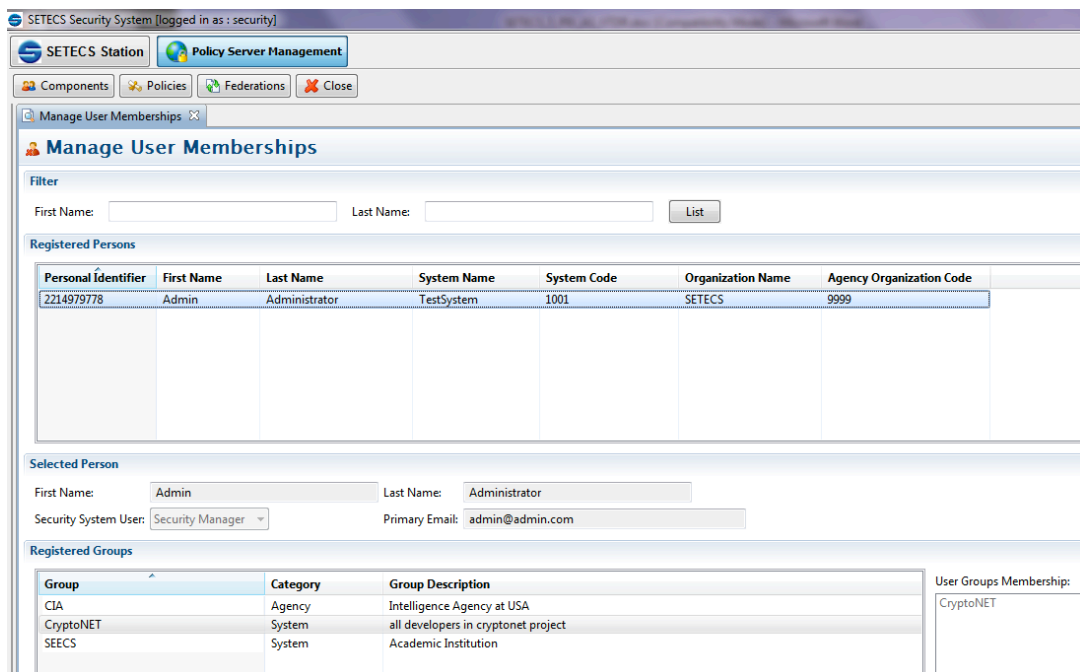 SETECS Security System [logged in as : security]
SETECS Station Policy Server Management
Components Policies Federations Close
Manage User Memberships
Manage User Memberships
Filter
First Name: Last Name: List
Registered Persons
Personal Identifier First Name Last Name System Name System Code Organization Name Agency Organization Code
2214979778 Admin Administrator TestSystem 1001 SETECS 9999
Selected Person
First Name: Admin Last Name: Administrator
Security System User: Security Manager Primary Email: admin@admin.com
Registered Groups
Group Category Group Description User Groups Membership:
CIA Agency Intelligence Agency at USA CryptoNET
CryptoNET System all developers in cryptonet project
SEECS System Academic Institution